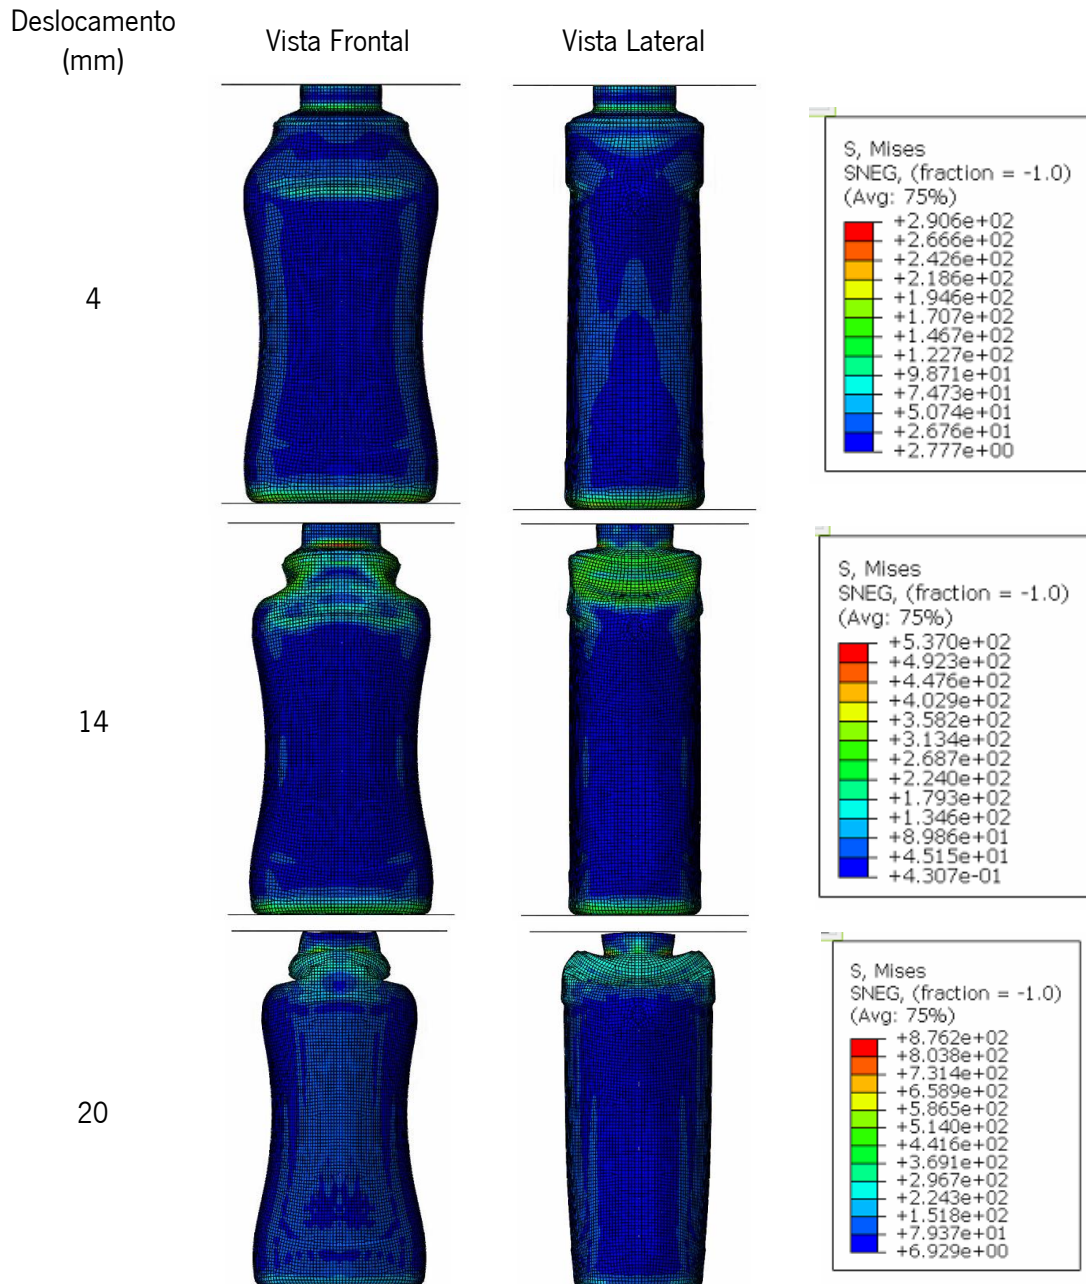 Deslocamento
(mm)
Vista Frontal
Vista Lateral
4
S, Mises
SNEG, (fraction = -1.0)
(Avg: 75%)
+2.906e+02
+2.666e+02
+2.426e+02
+2.186e+02
+1.946e+02
+1.707e+02
+1.467e+02
+1.227e+02
+9.871e+01
+7.473e+01
+5.074e+01
+2.676e+01
+2.777e+00
14
S, Mises
SNEG, (fraction = -1.0)
(Avg: 75%)
+5.370e+02
+4.923e+02
+4.476e+02
+4.029e+02
+3.582e+02
+3.134e+02
+2.687e+02
+2.240e+02
+1.793e+02
+1.346e+02
+8.986e+01
+4.515e+01
+4.307e-01
20
S, Mises
SNEG, (fraction = -1.0)
(Avg: 75%)
+8.762e+02
+8.038e+02
+7.314e+02
+6.589e+02
+5.865e+02
+5.140e+02
+4.416e+02
+3.691e+02
+2.967e+02
+2.243e+02
+1.518e+02
+7.937e+01
+6.929e+00